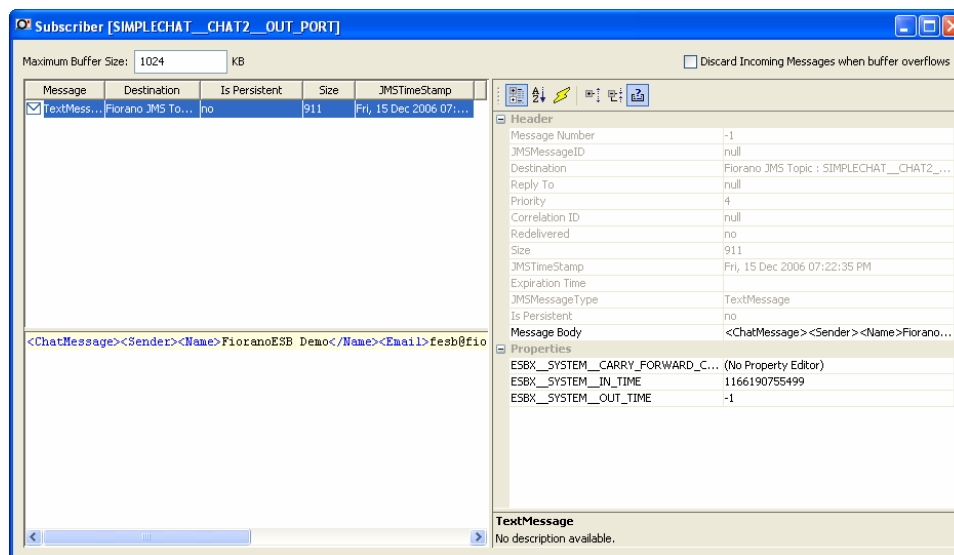 Subscriber [SIMPLECHAT__CHAT2__OUT_PORT]
Maximum Buffer Size: 1024 KB
Discard Incoming Messages when buffer overflows
Message Destination Is Persistent Size JMSTimeStamp
TextMess... Fiorano JMS To... no 911 Fri, 15 Dec 2006 07:...
<ChatMessage><Sender><Name>FioranoESB Demo</Name><Email>fesb@fio
Header
Message Number -1
JMSMessageID null
Destination Fiorano JMS Topic : SIMPLECHAT__CHAT2_...
Reply To null
Priority 4
Correlation ID null
Redelivered no
Size 911
JMSTimeStamp Fri, 15 Dec 2006 07:22:35 PM
Expiration Time
JMSMessageType TextMessage
Is Persistent no
Message Body <ChatMessage><Sender><Name>Fiorano...
Properties
ESBX__SYSTEM__CARRY_FORWARD_C... (No Property Editor)
ESBX__SYSTEM__IN_TIME 1166190755499
ESBX__SYSTEM__OUT_TIME -1
TextMessage
No description available.